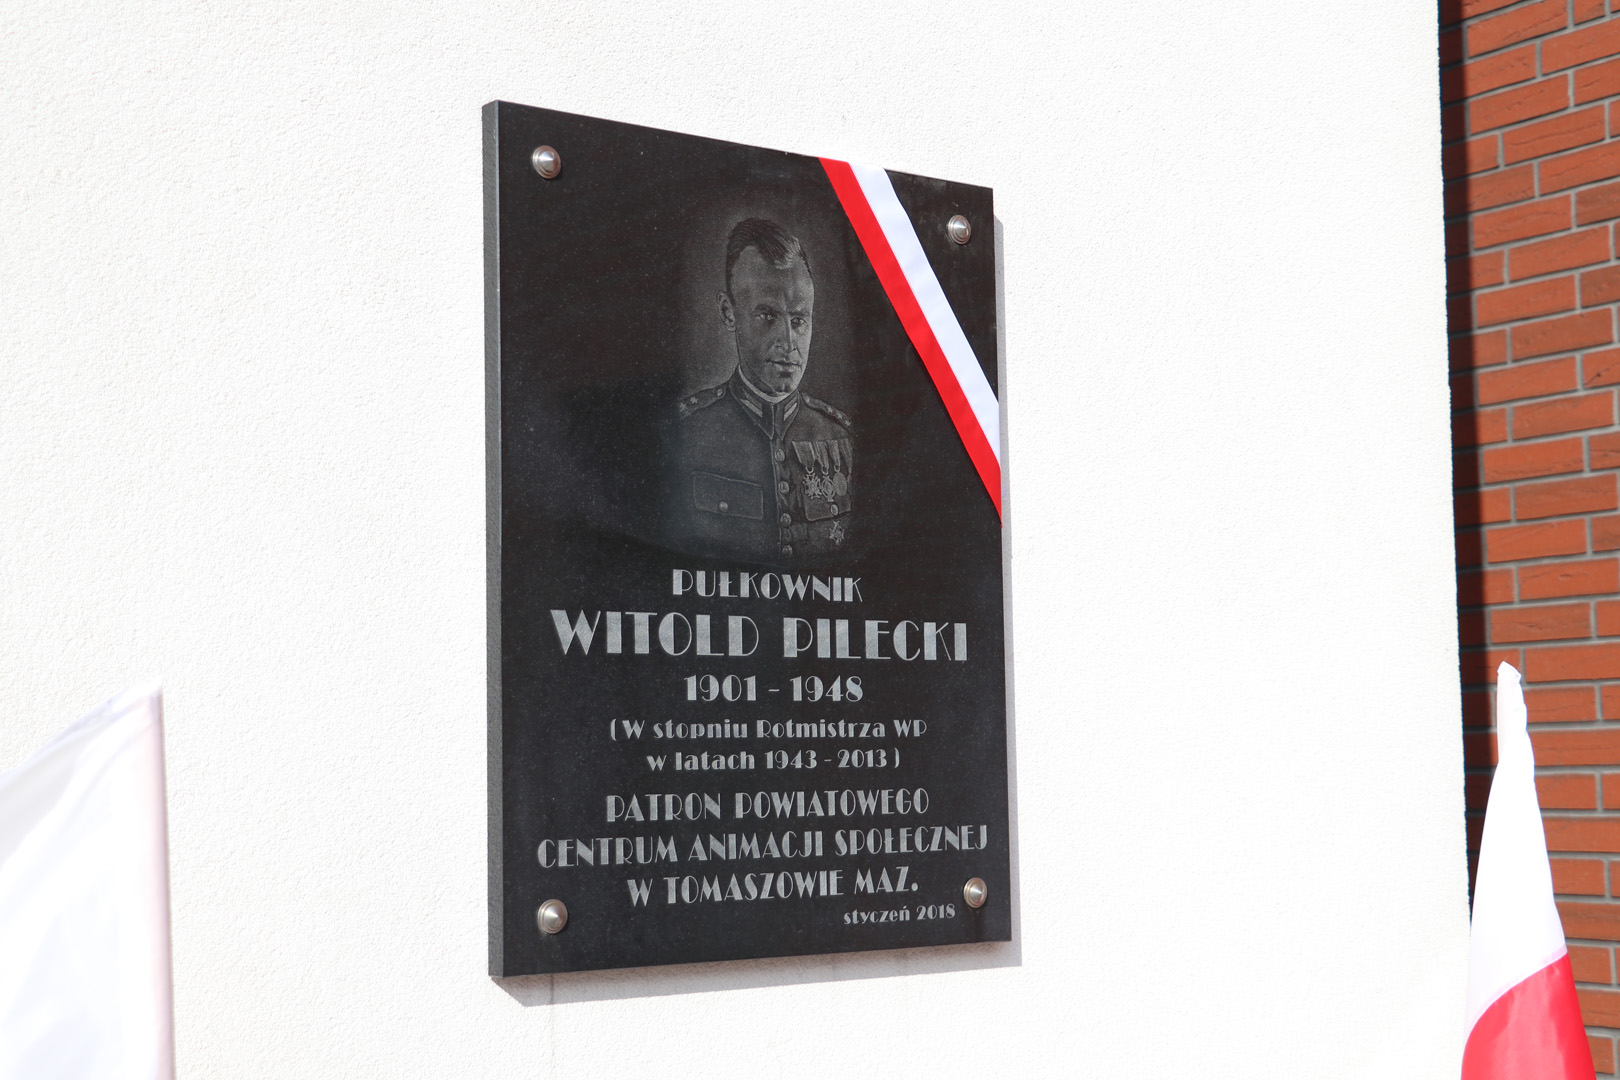 PUŁKOWNIK
WITOLD PILECKI
1901 - 1948
(W stopniu Rotmistrza WP
w latach 1943 - 2013)
PATRON POWIATOWEGO
CENTRUM ANIMACJI SPOŁECZNEJ
W TOMASZOWIE MAZ.
styczeń 2018